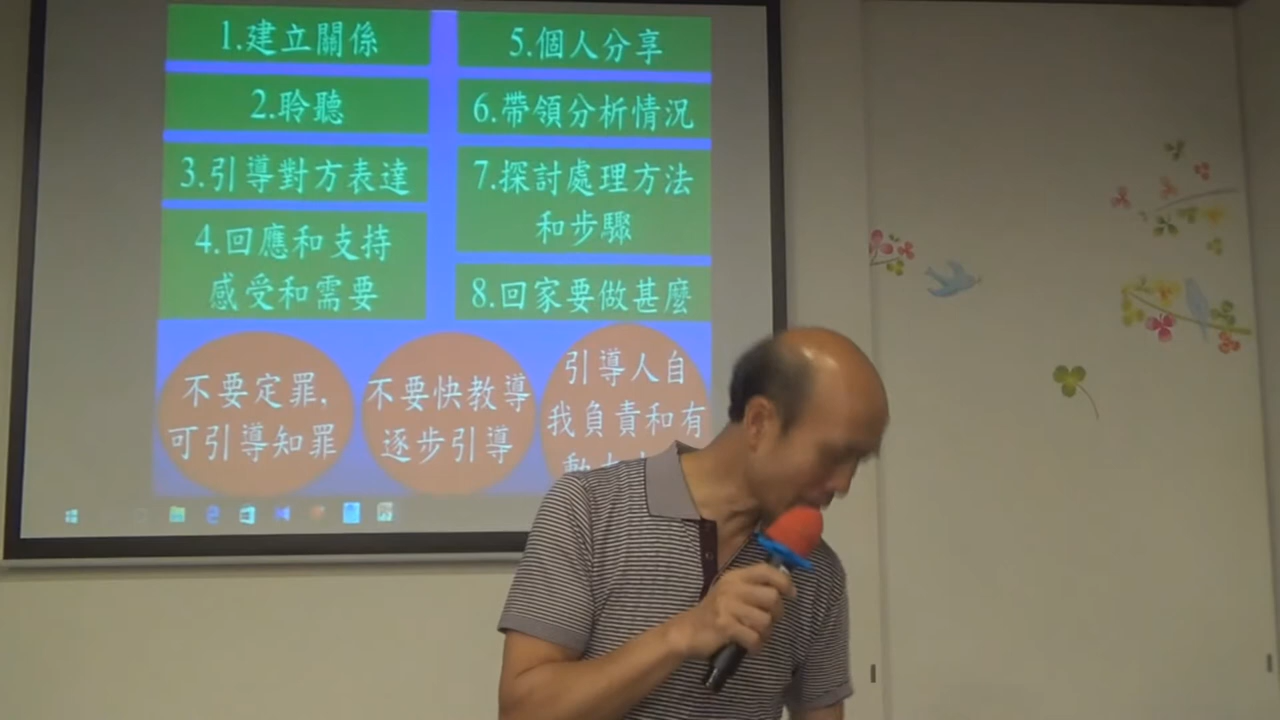 1.建立關係
2.聆聽
3.引導對方表達
4.回應和支持
感受和需要
5.個人分享
6.帶領分析情況
7.探討處理方法
和步驟
8.回家要做甚麼
不要定罪,
可引導知罪
不要快教導
逐步引導
引導人自
我負責和有